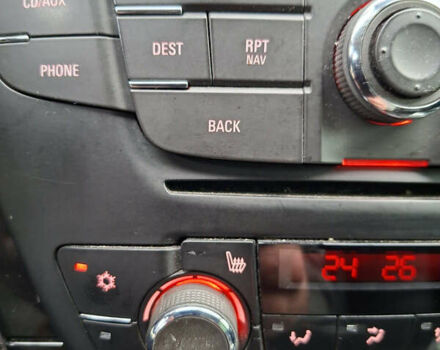 CD/AUX
DEST
RPT
NAV
PHONE
BACK
24 26